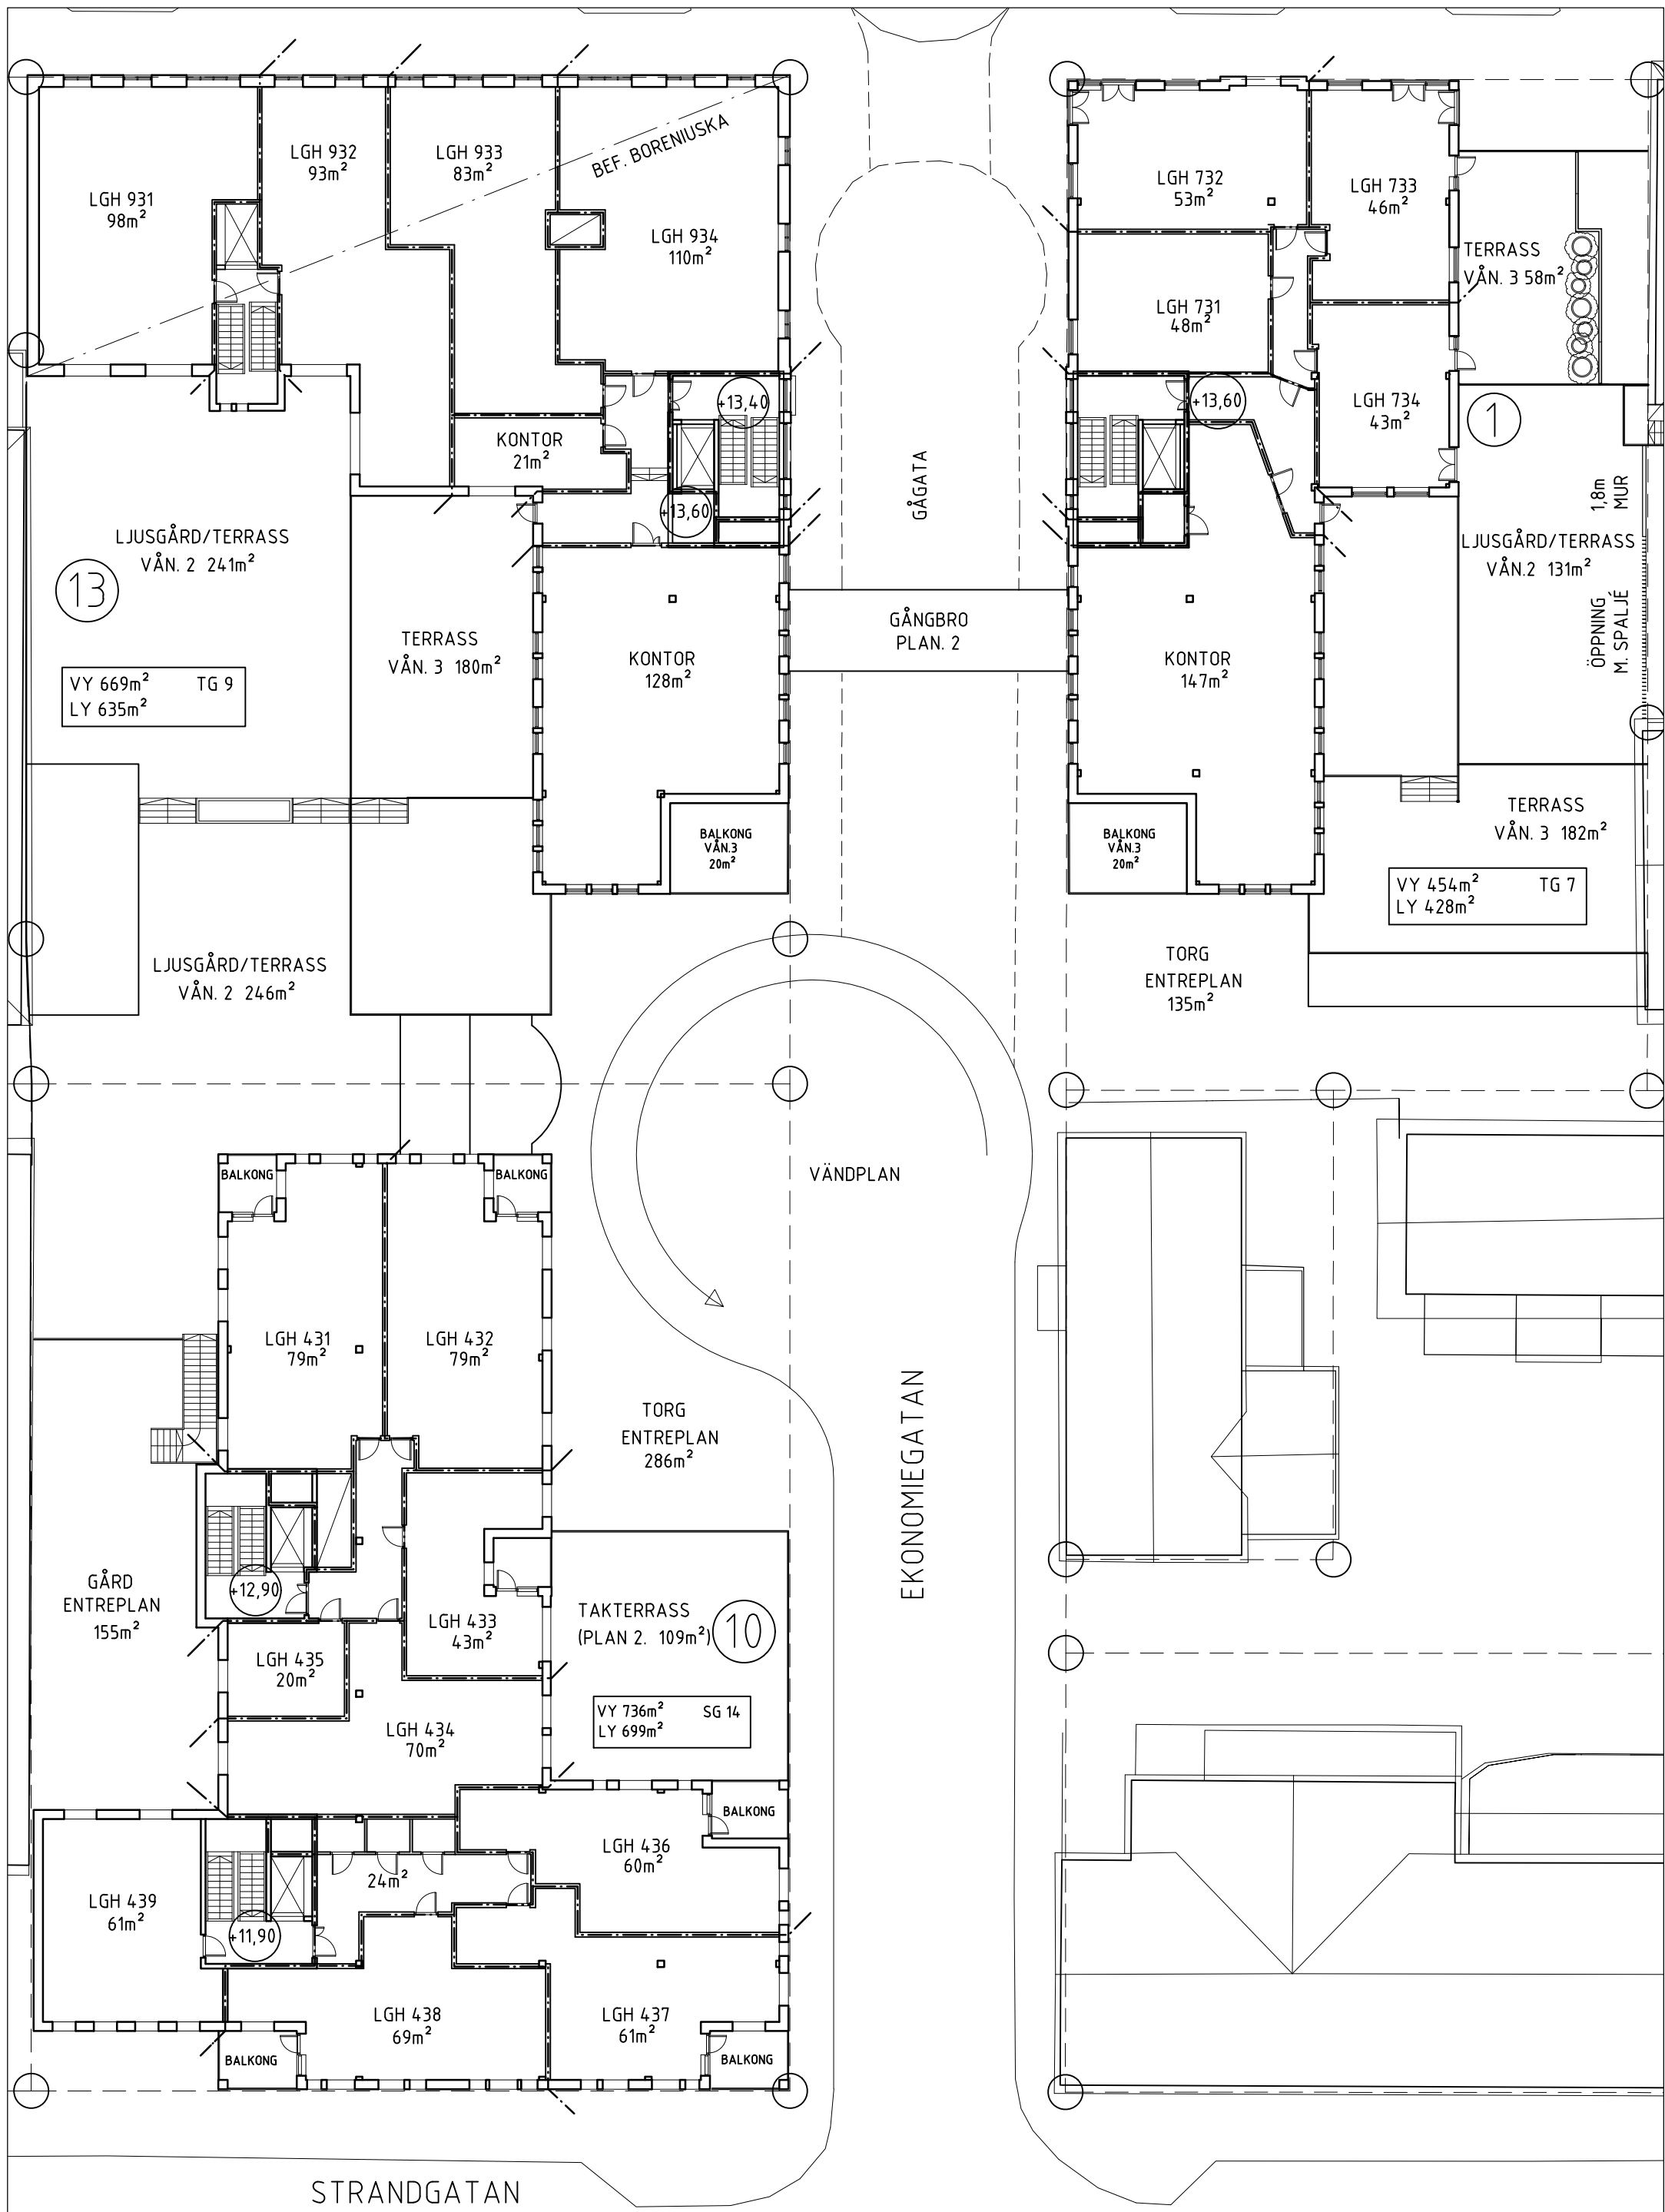 LGH 931
98m²
LGH 932
93m²
LGH 933
83m²
BEF. BORENIUSKA
LGH 934
110m²
KONTOR
21m²
+13,40
+13,60
LJUSGÅRD/TERRASS
VÅN. 2 241m²
13
VY 669m² TG 9
LY 635m²
TERRASS
VÅN. 3 180m²
KONTOR
128m²
BALKONG
VÅN.3
20m²
LJUSGÅRD/TERRASS
VÅN. 2 246m²
GÅGATA
GÅNGBRO
PLAN. 2
LGH 732
53m²
LGH 733
46m²
LGH 731
48m²
LGH 734
43m²
+13,60
TERRASS
VÅN. 3 58m²
1
1,8m
MUR
LJUSGÅRD/TERRASS
VÅN.2 131m²
ÖPPNING
M. SPALJÉ
KONTOR
147m²
BALKONG
VÅN.3
20m²
TERRASS
VÅN. 3 182m²
VY 454m² TG 7
LY 428m²
TORG
ENTREPLAN
135m²
VÄNDPLAN
BALKONG
BALKONG
LGH 431
79m²
LGH 432
79m²
TORG
ENTREPLAN
286m²
EKONOMIEGATAN
GÅRD
ENTREPLAN
155m²
+12,90
LGH 433
43m²
TAKTERRASS
(PLAN 2. 109m²)
10
LGH 435
20m²
LGH 434
70m²
VY 736m² SG 14
LY 699m²
BALKONG
LGH 436
60m²
24m²
LGH 439
61m²
+11,90
LGH 438
69m²
LGH 437
61m²
BALKONG
BALKONG
STRANDGATAN